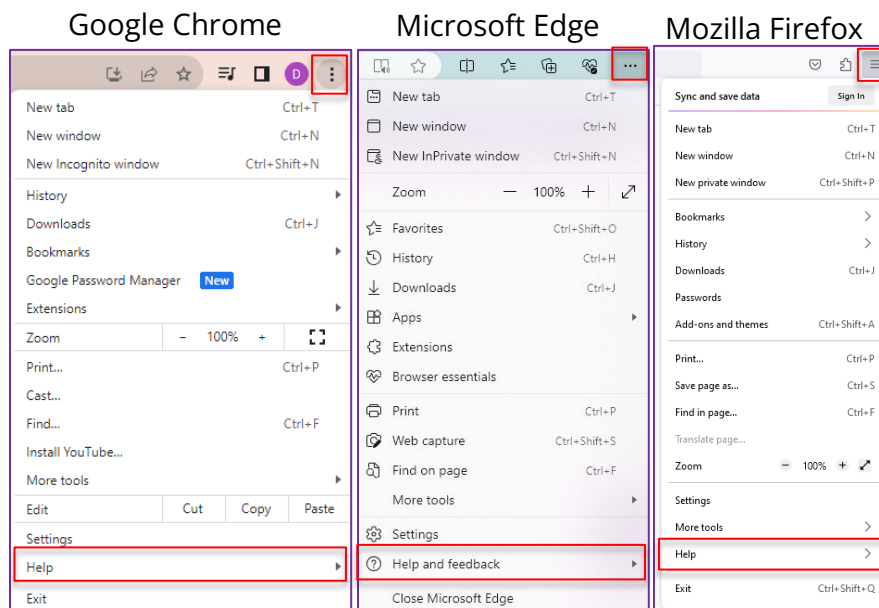 Google Chrome
New tab Ctrl+T
New window Ctrl+N
New Incognito window Ctrl+Shift+N
History
Downloads Ctrl+J
Bookmarks
Google Password Manager New
Extensions
Zoom - 100% +
Print... Ctrl+P
Cast...
Find... Ctrl+F
Install YouTube...
More tools
Edit Cut Copy Paste
Settings
Help
Exit
Microsoft Edge
New tab Ctrl+T
New window Ctrl+N
New InPrivate window Ctrl+Shift+N
Zoom — 100% +
Favorites Ctrl+Shift+O
History Ctrl+H
Downloads Ctrl+J
Apps
Extensions
Browser essentials
Print Ctrl+P
Web capture Ctrl+Shift+S
Find on page Ctrl+F
More tools
Settings
Help and feedback
Close Microsoft Edge
Mozilla Firefox
Sync and save data Sign In
New tab Ctrl+T
New window Ctrl+N
New private window Ctrl+Shift+P
Bookmarks
History
Downloads Ctrl+J
Passwords
Add-ons and themes Ctrl+Shift+A
Print... Ctrl+P
Save page as... Ctrl+S
Find in page... Ctrl+F
Translate page...
Zoom - 100% +
Settings
More tools
Help
Exit Ctrl+Shift+Q